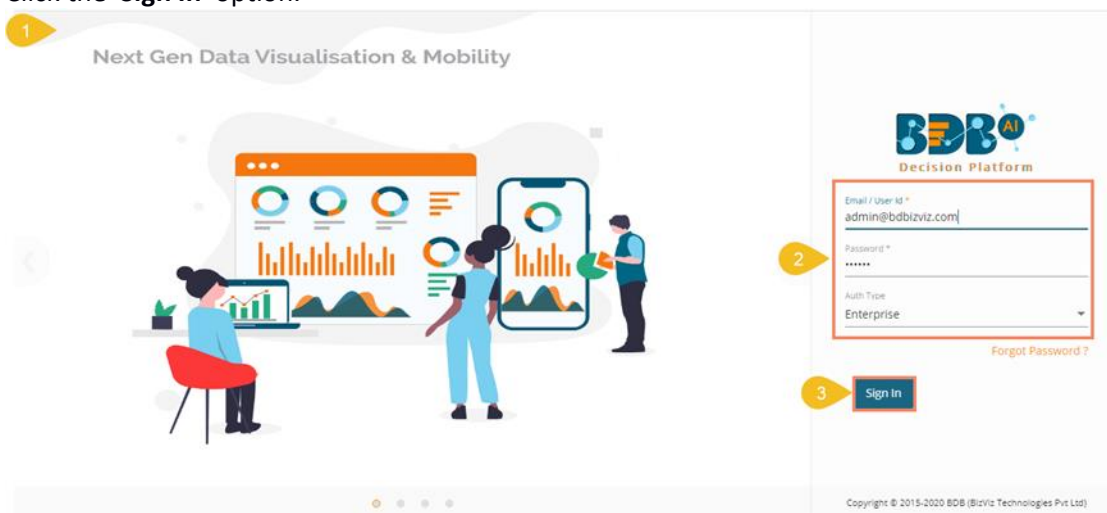 Click the 'Sign In' option.
1
Next Gen Data Visualisation & Mobility
BDB AI
Decision Platform
2
Email / User Id *
admin@bdbizviz.com
Password *
••••••
Auth Type
Enterprise
Forgot Password ?
3
Sign In
Copyright © 2015-2020 BDB (BizViz Technologies Pvt Ltd)